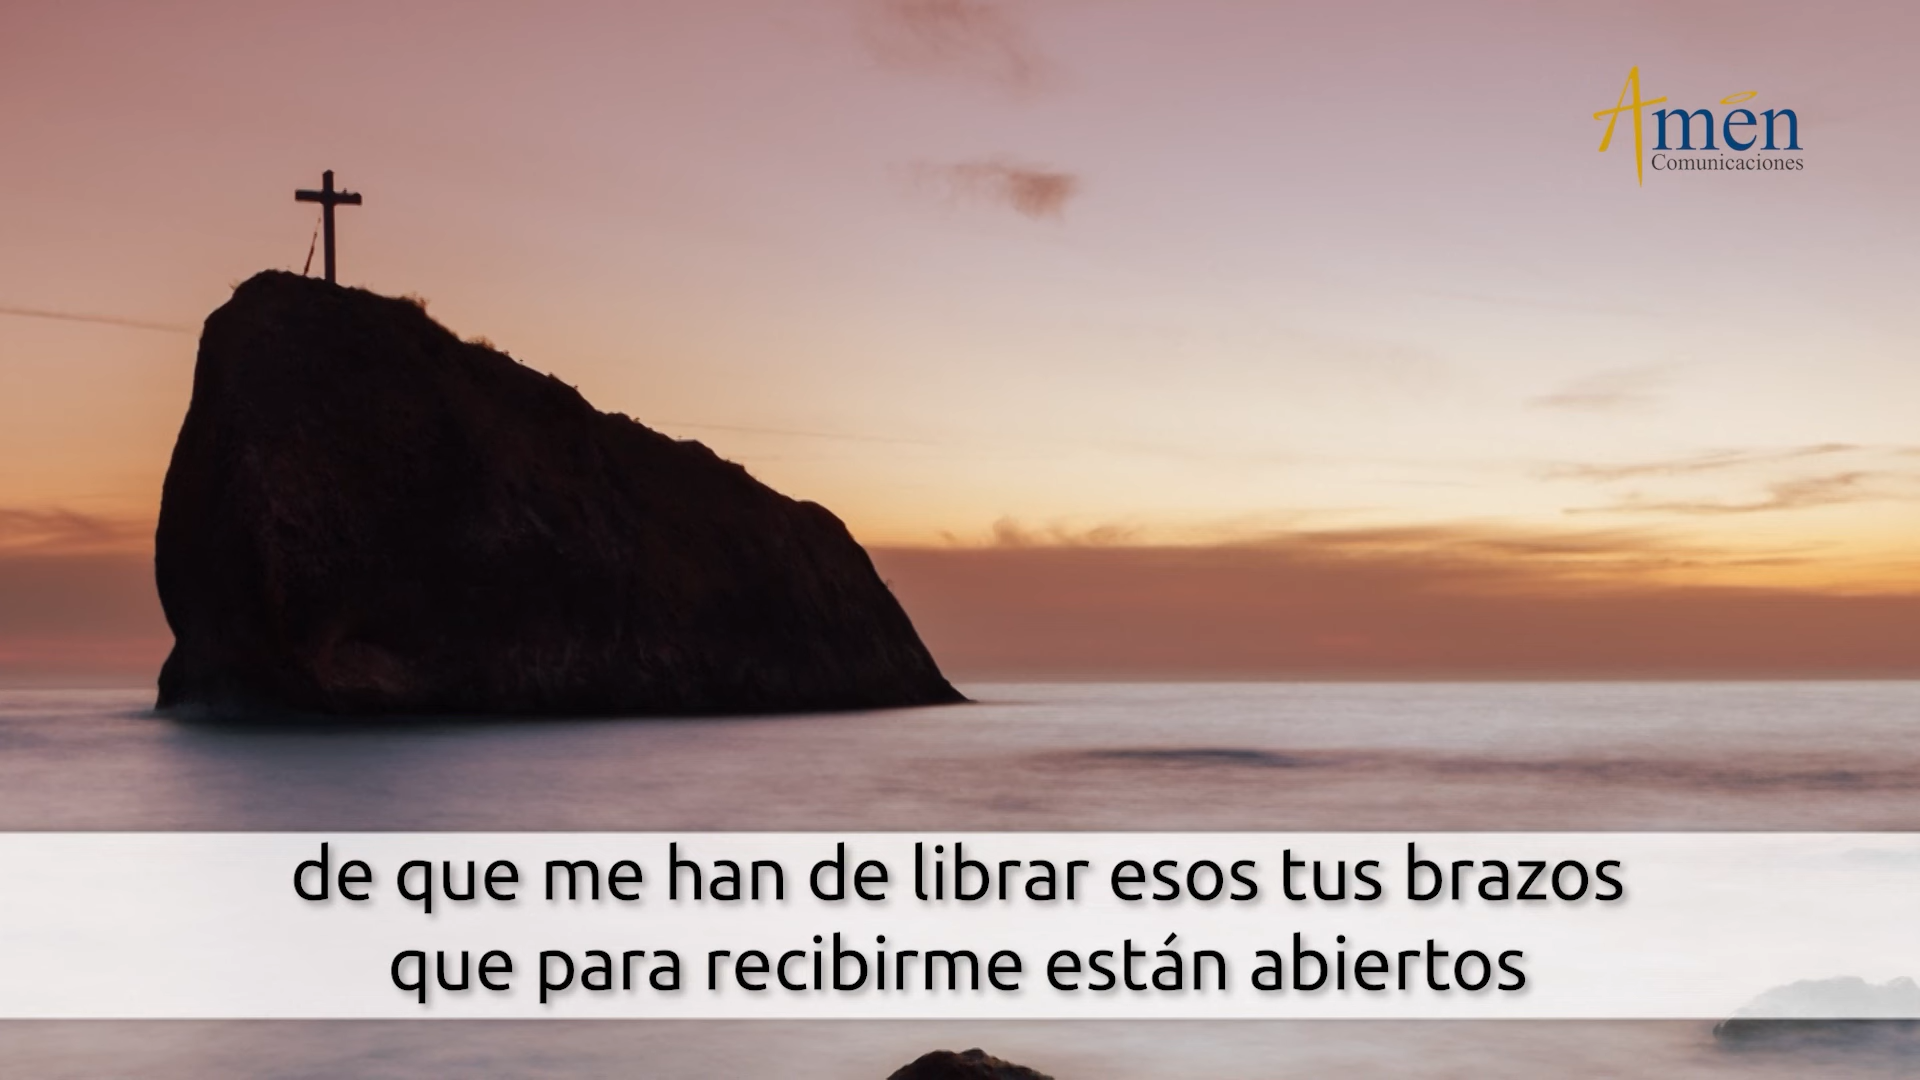 Amén
Comunicaciones
de que me han de librar esos tus brazos
que para recibirme están abiertos